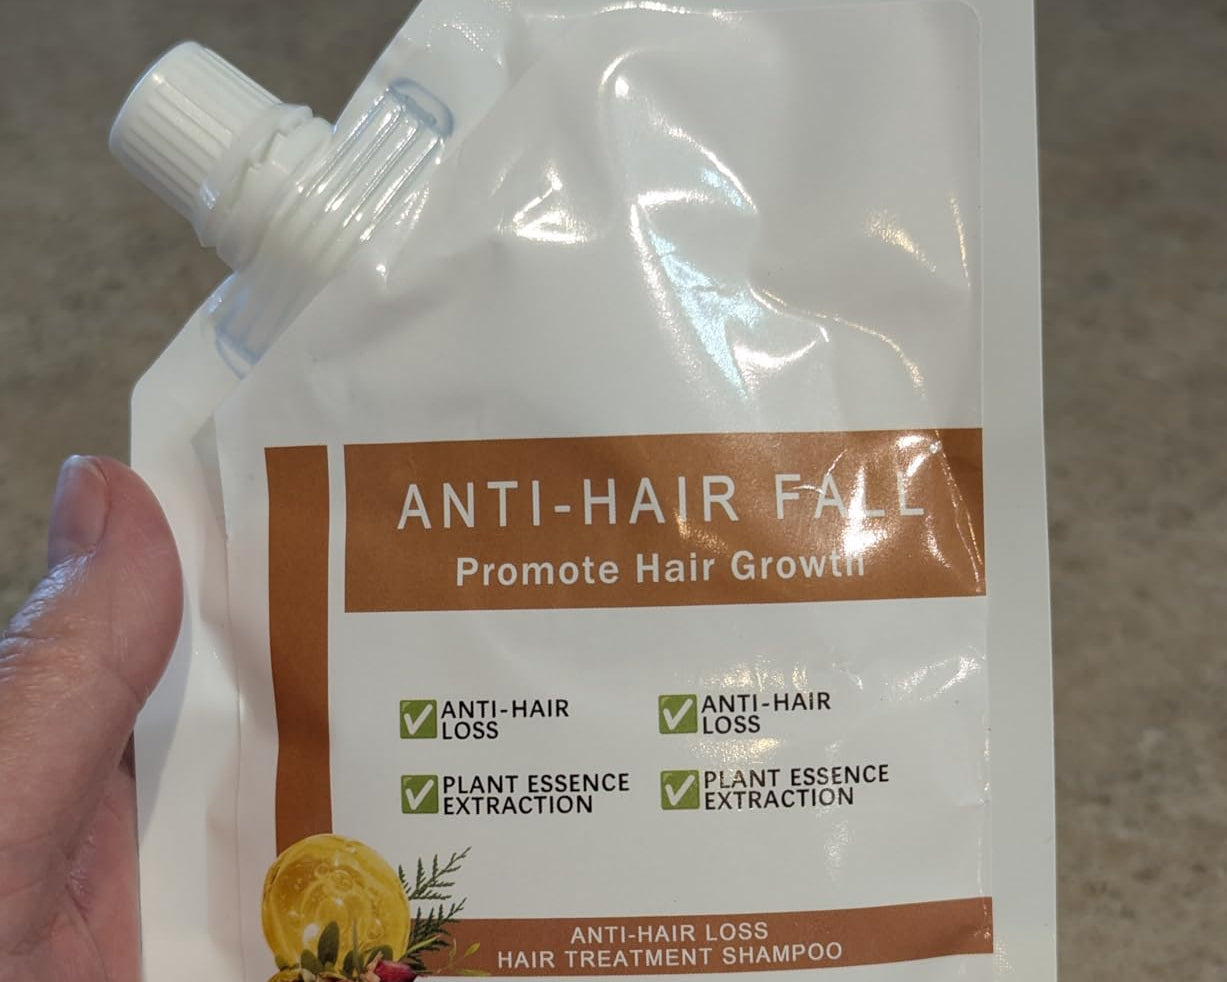 ANTI-HAIR FALL
Promote Hair Growth
ANTI-HAIR
LOSS
ANTI-HAIR
LOSS
PLANT ESSENCE
EXTRACTION
PLANT ESSENCE
EXTRACTION
ANTI-HAIR LOSS
HAIR TREATMENT SHAMPOO